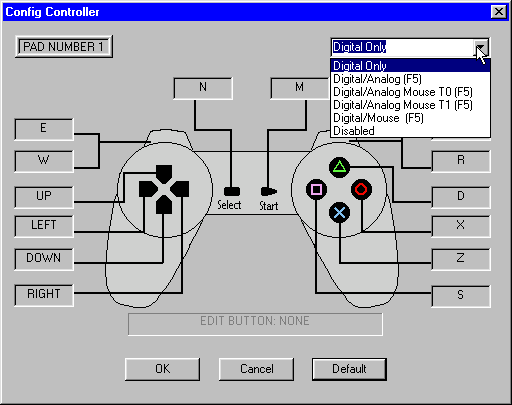 Config Controller
PAD NUMBER 1
Digital Only
Digital Only
Digital/Analog (F5)
Digital/Analog Mouse T0 (F5)
Digital/Analog Mouse T1 (F5)
Digital/Mouse (F5)
Disabled
N
M
E
W
R
UP
D
LEFT
X
Select
Start
DOWN
Z
RIGHT
S
EDIT BUTTON: NONE
OK
Cancel
Default